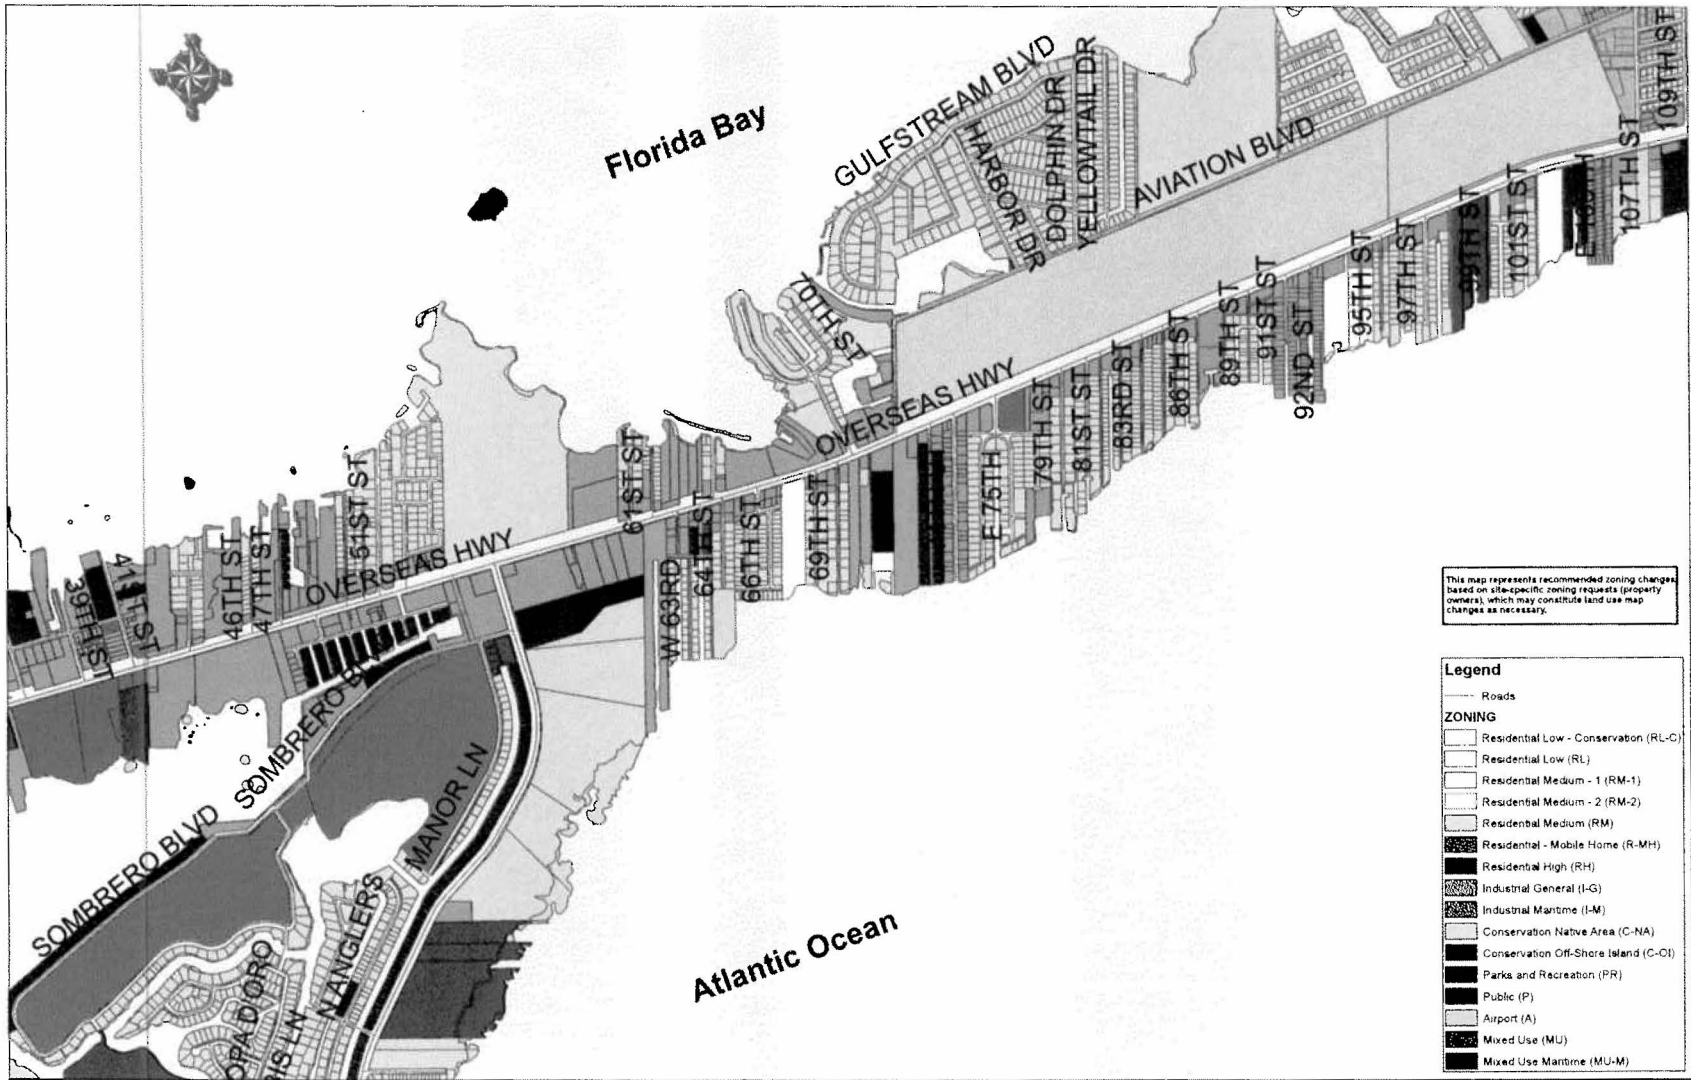 Florida Bay
GULFSTREAM BLVD
HARBOR DR
DOLPHIN DR
YELLOWTAIL DR
AVIATION BLVD
109TH ST
107TH ST
101ST ST
99TH ST
97TH ST
95TH ST
92ND ST
91ST ST
89TH ST
86TH ST
83RD ST
81ST ST
79TH ST
E 75TH
70TH ST
OVERSEAS HWY
69TH ST
66TH ST
64TH ST
W 63RD
61ST ST
51ST ST
OVERSEAS HWY
47TH ST
46TH ST
41ST ST
39TH ST
SOMBRERO BLVD
SOMBRERO BLVD
MANOR LN
N ANGLERS
OPA DORO
RIS LN
Atlantic Ocean
This map represents recommended zoning changes
based on site-specific zoning requests (property
owners), which may constitute land use map
changes as necessary.
Legend
Roads
ZONING
Residential Low - Conservation (RL-C)
Residential Low (RL)
Residential Medium - 1 (RM-1)
Residential Medium - 2 (RM-2)
Residential Medium (RM)
Residential - Mobile Home (R-MH)
Residential High (RH)
Industrial General (I-G)
Industrial Maritime (I-M)
Conservation Native Area (C-NA)
Conservation Off-Shore Island (C-OI)
Parks and Recreation (PR)
Public (P)
Airport (A)
Mixed Use (MU)
Mixed Use Maritime (MU-M)